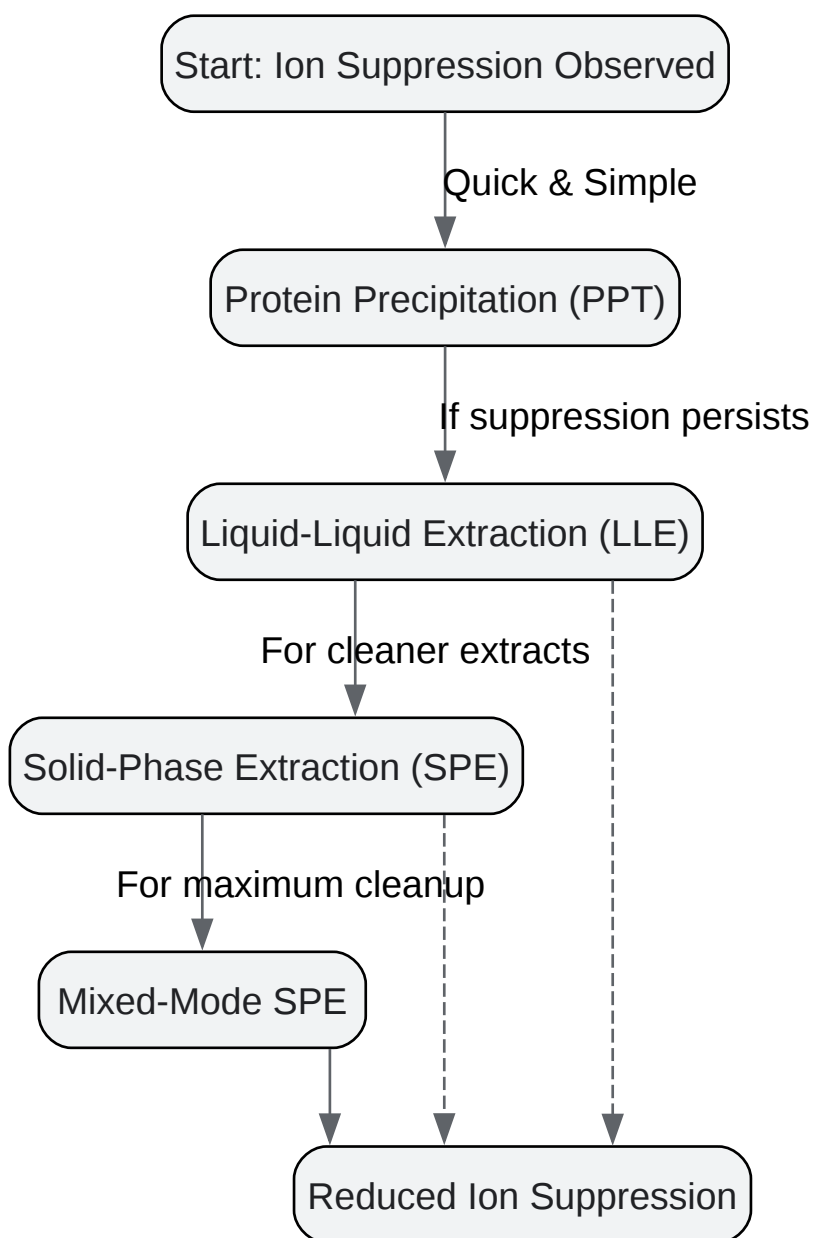 Start: Ion Suppression Observed
Quick & Simple
Protein Precipitation (PPT)
If suppression persists
Liquid-Liquid Extraction (LLE)
For cleaner extracts
Solid-Phase Extraction (SPE)
For maximum cleanup
Mixed-Mode SPE
Reduced Ion Suppression